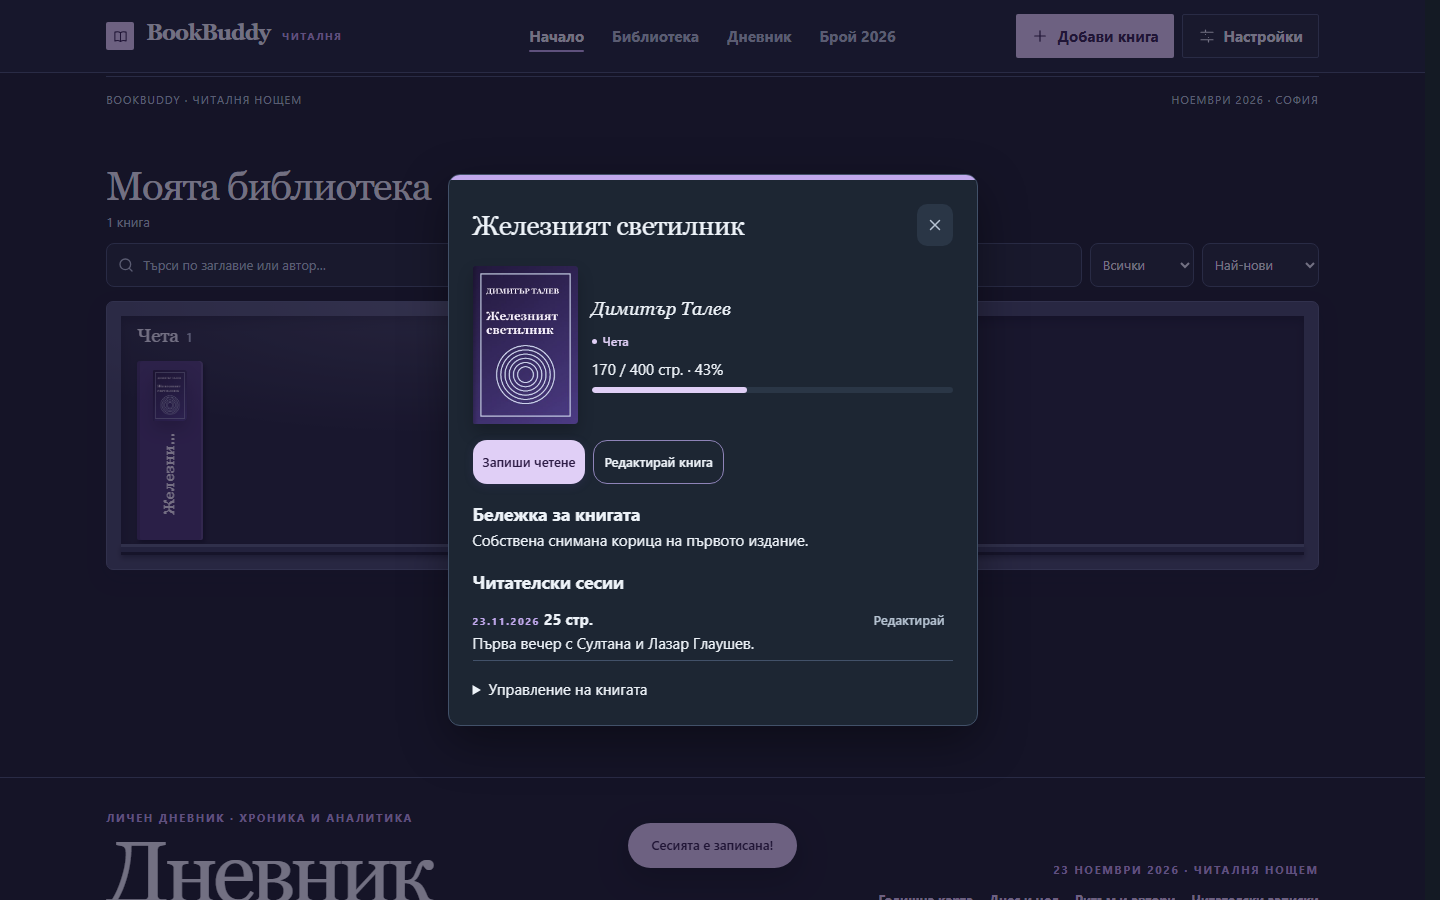 BookBuddy ЧИТАЛНЯ
Начало
Библиотека
Дневник
Брой 2026
Добави книга
Настройки
BOOKBUDDY · ЧИТАЛНЯ НОЩЕМ
НОЕМВРИ 2026 · СОФИЯ
Моята библиотека
1 книга
Търси по заглавие или автор...
Всички
Най-нови
Чета 1
Железни...
Железният светилник
ДИМИТЪР ТАЛЕВ
Железният
светилник
Димитър Талев
• Чета
170 / 400 стр. · 43%
Запиши четене
Редактирай книга
Бележка за книгата
Собствена снимана корица на първото издание.
Читателски сесии
23.11.2026 25 стр.
Редактирай
Първа вечер с Султана и Лазар Глаушев.
Управление на книгата
ЛИЧЕН ДНЕВНИК · ХРОНИКА И АНАЛИТИКА
Дневник
Сесията е записана!
23 НОЕМВРИ 2026 · ЧИТАЛНЯ НОЩЕМ